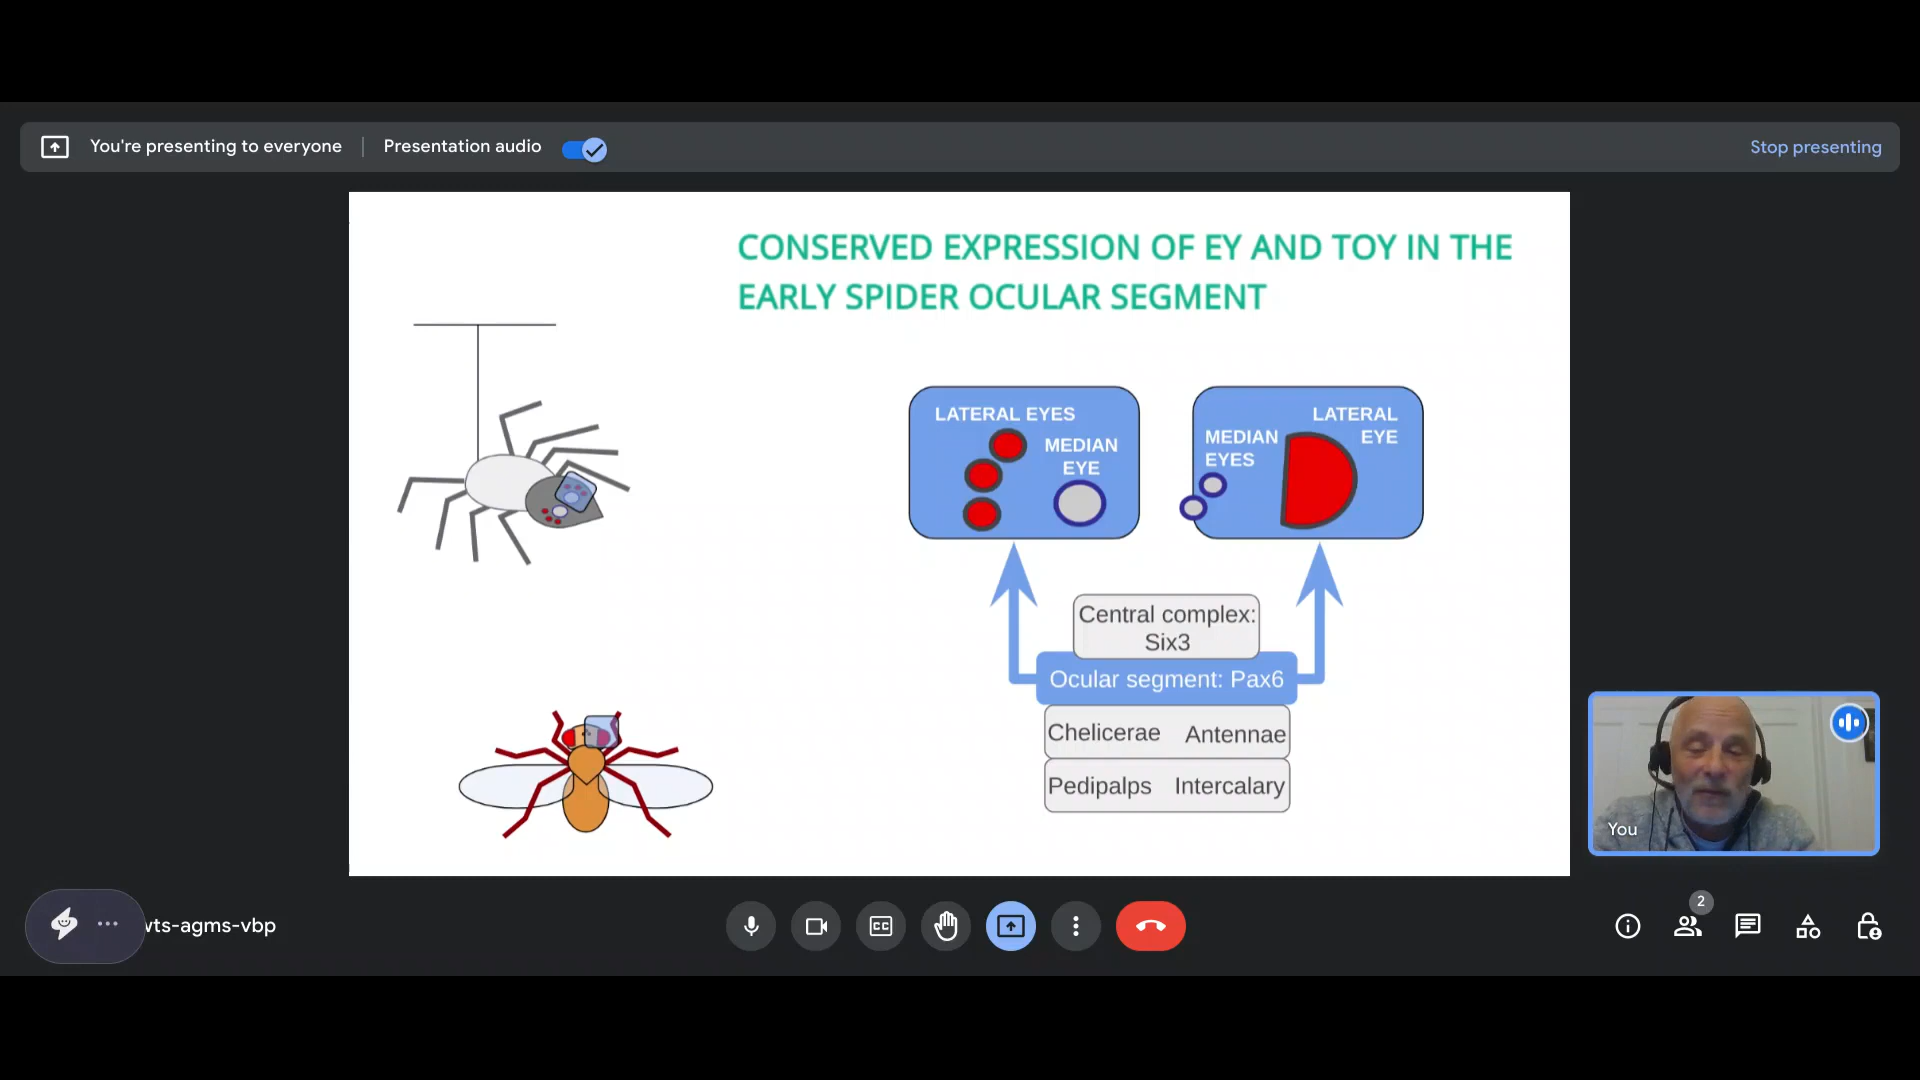 You're presenting to everyone
Presentation audio
Stop presenting
CONSERVED EXPRESSION OF EY AND TOY IN THE
EARLY SPIDER OCULAR SEGMENT
LATERAL EYES
MEDIAN
EYE
LATERAL
EYE
MEDIAN
EYES
Central complex:
Six3
Ocular segment: Pax6
Chelicerae Antennae
Pedipalps Intercalary
You
vts-agms-vbp
CC
2